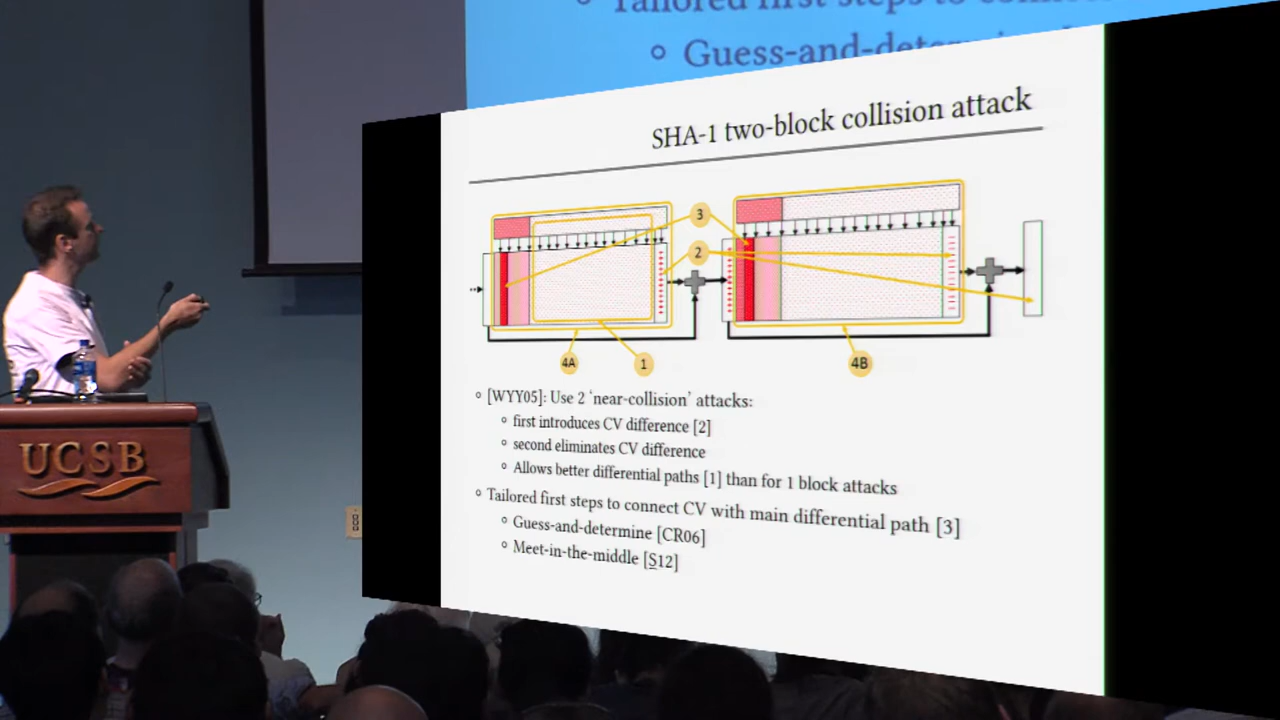 Tailored first steps to
Guess-and-
SHA-1 two-block collision attack
3
2
4A
1
4B
[WYY05]: Use 2 'near-collision' attacks:
first introduces CV difference [2]
second eliminates CV difference
Allows better differential paths [1] than for 1 block attacks
Tailored first steps to connect CV with main differential path [3]
Guess-and-determine [CR06]
Meet-in-the-middle [S12]
UCSB